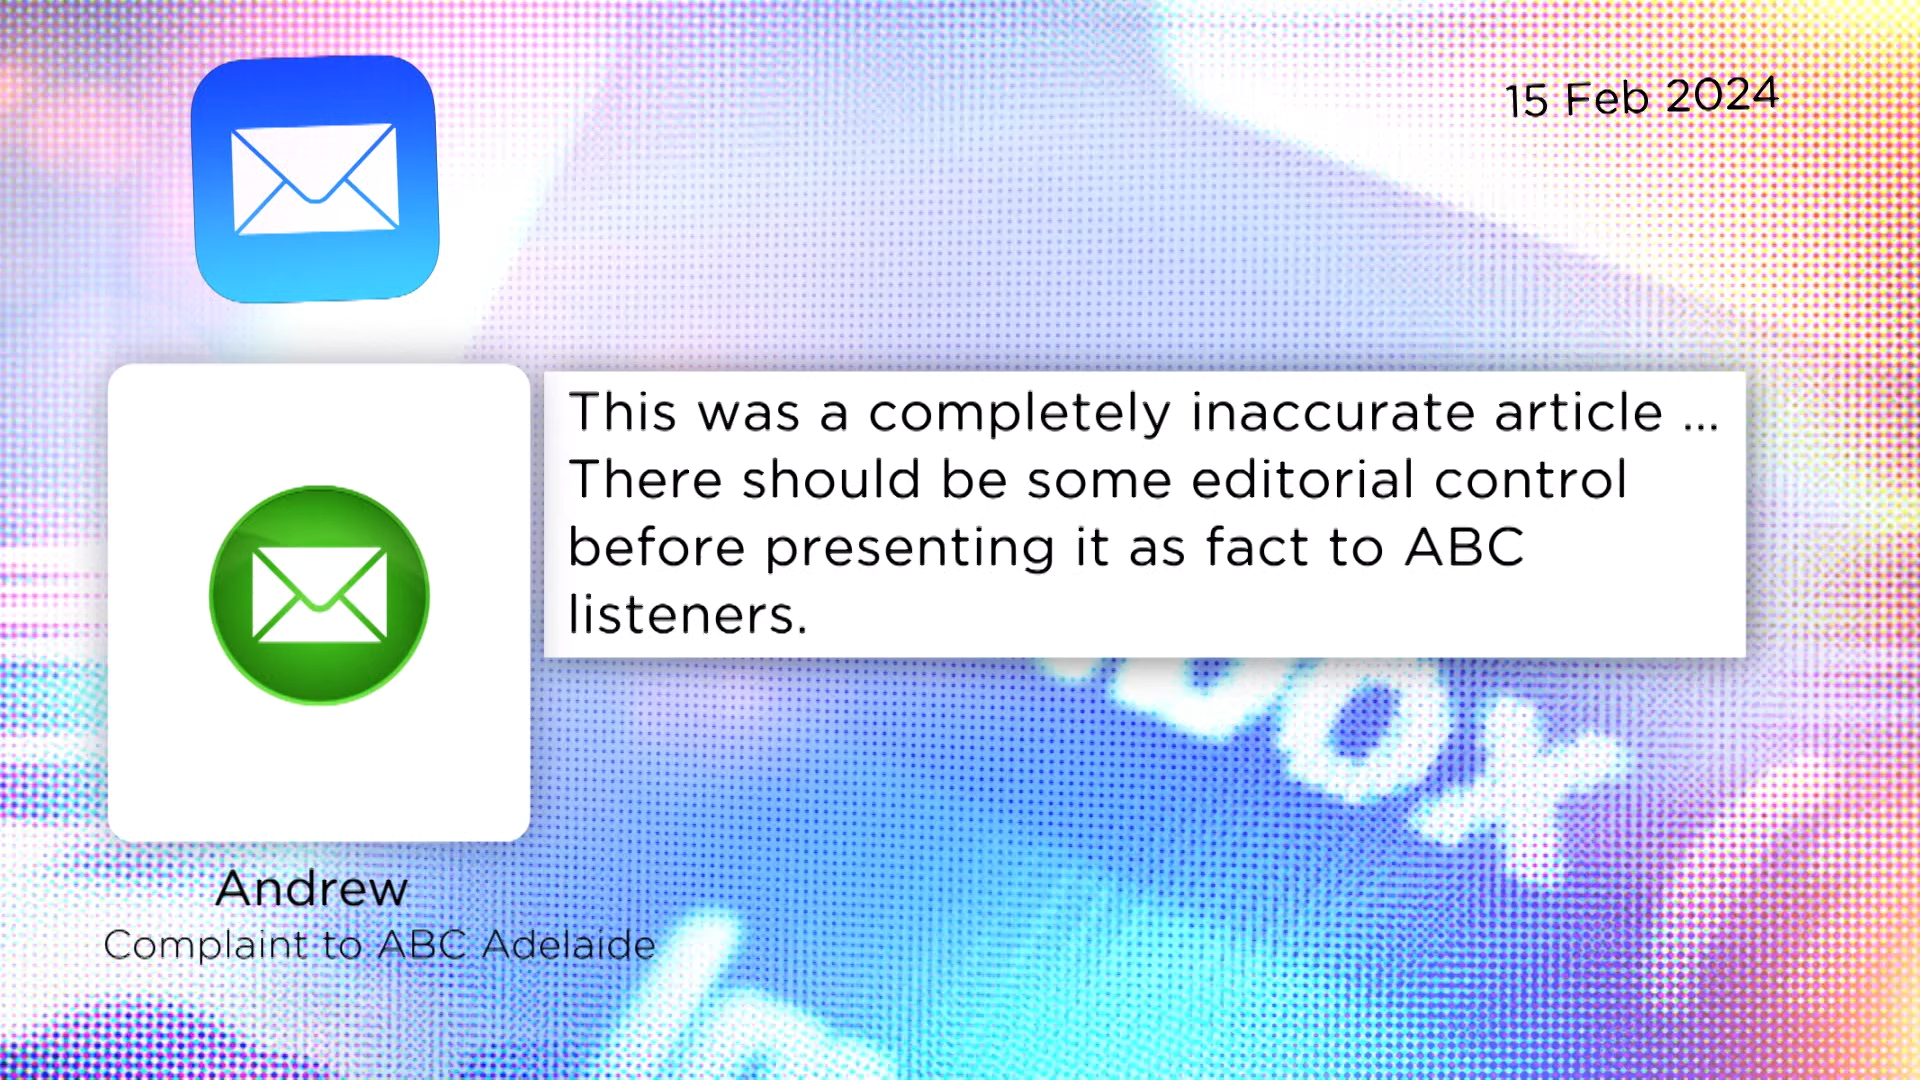 15 Feb 2024
This was a completely inaccurate article ...
There should be some editorial control
before presenting it as fact to ABC
listeners.
Andrew
Complaint to ABC Adelaide